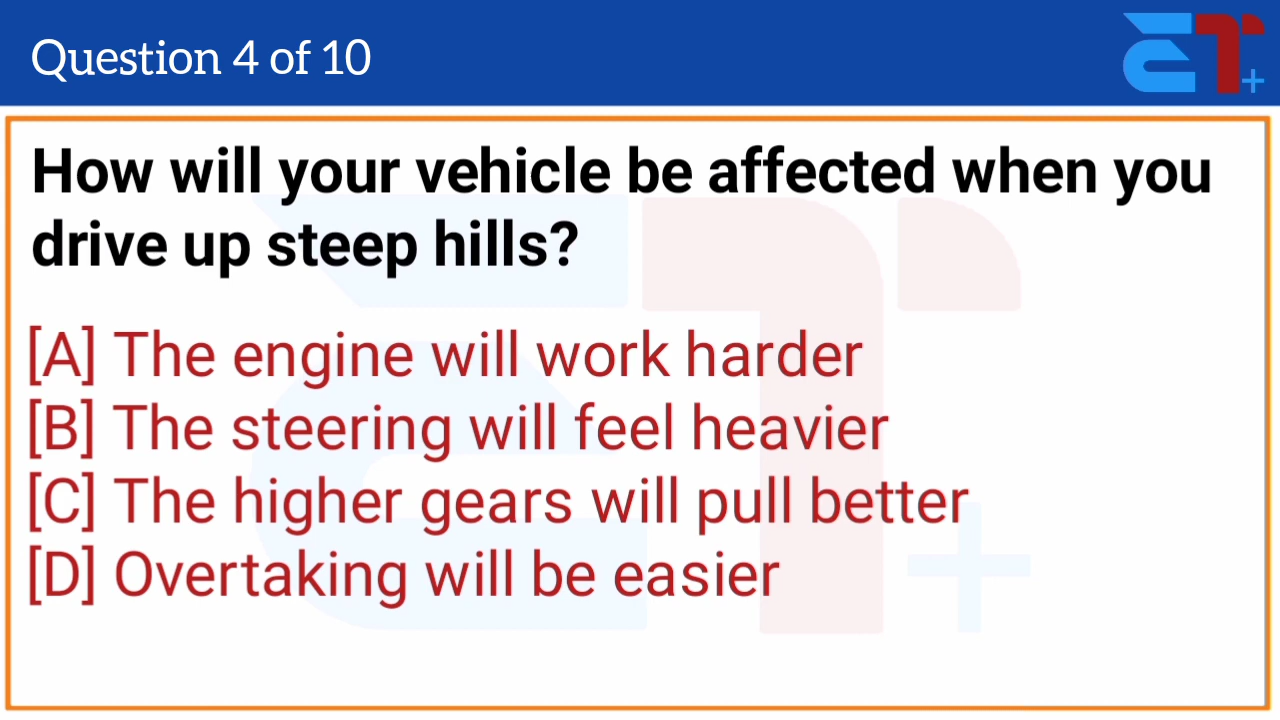 Question 4 of 10
ET+
How will your vehicle be affected when you
drive up steep hills?
[A] The engine will work harder
[B] The steering will feel heavier
[C] The higher gears will pull better
[D] Overtaking will be easier